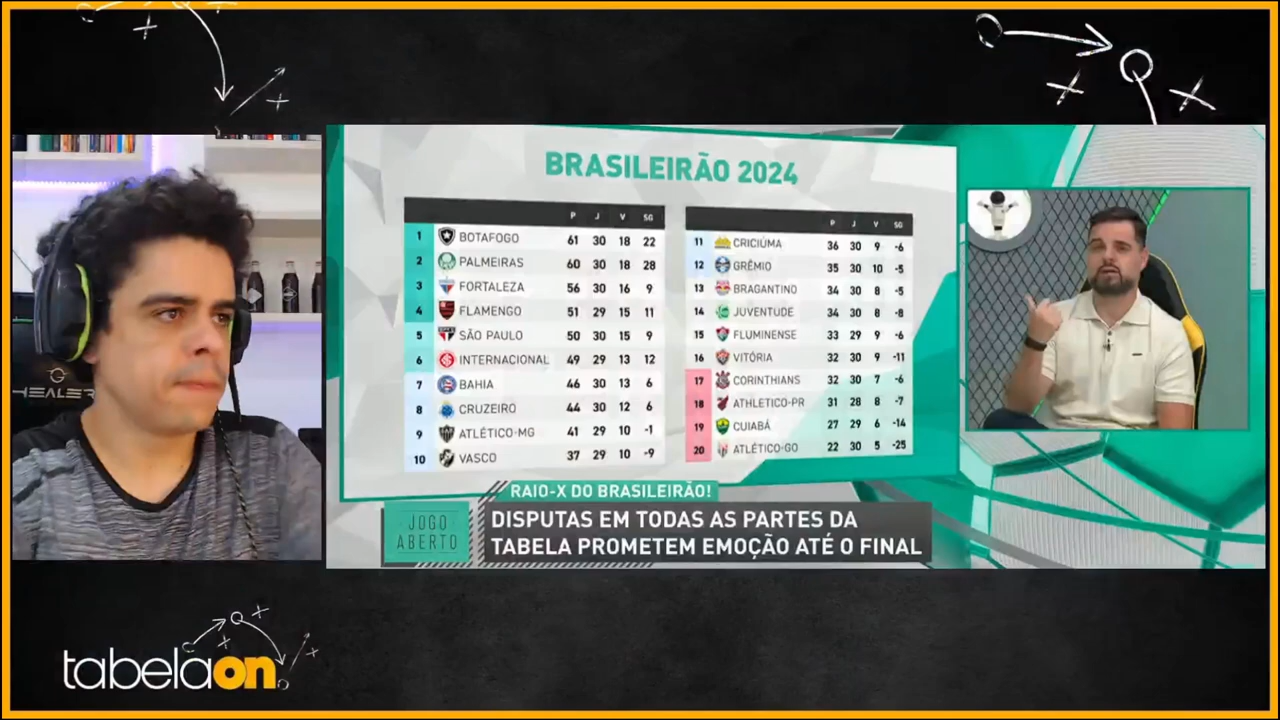 BRASILEIRÃO 2024
P J V SG
1 BOTAFOGO 61 30 18 22
2 PALMEIRAS 60 30 18 28
3 FORTALEZA 56 30 16 9
4 FLAMENGO 51 29 15 11
5 SÃO PAULO 50 30 15 9
6 INTERNACIONAL 49 29 13 12
7 BAHIA 46 30 13 6
8 CRUZEIRO 44 30 12 6
9 ATLÉTICO-MG 41 29 10 -1
10 VASCO 37 29 10 -9
P J V SG
11 CRICIÚMA 36 30 9 -6
12 GRÊMIO 35 30 10 -5
13 BRAGANTINO 34 30 8 -5
14 JUVENTUDE 34 30 8 -8
15 FLUMINENSE 33 29 9 -6
16 VITÓRIA 32 30 9 -11
17 CORINTHIANS 32 30 7 -6
18 ATHLETICO-PR 31 28 8 -7
19 CUIABÁ 27 29 6 -14
20 ATLÉTICO-GO 22 30 5 -25
HEALER
RAIO-X DO BRASILEIRÃO!
JOGO
ABERTO
DISPUTAS EM TODAS AS PARTES DA
TABELA PROMETEM EMOÇÃO ATÉ O FINAL
tabelaon